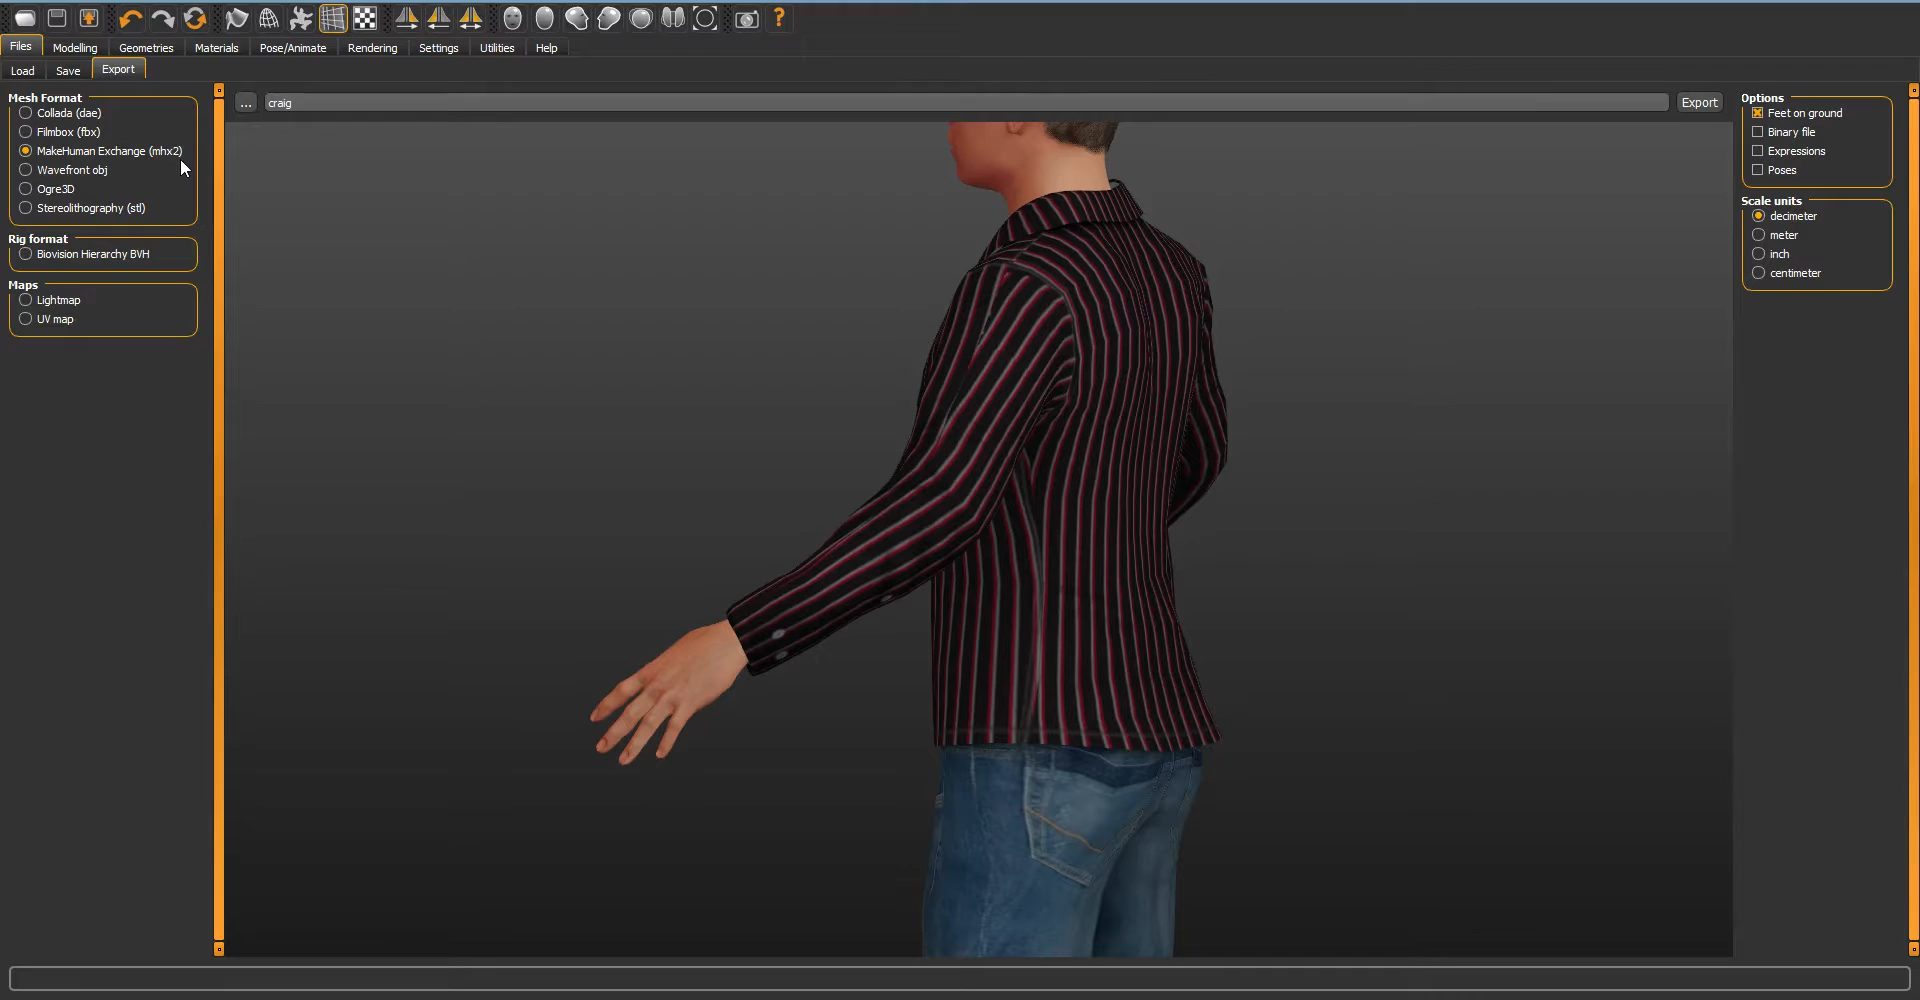 Files Modelling Geometries Materials Pose/Animate Rendering Settings Utilities Help
Load Save Export
Mesh Format
Collada (dae)
Filmbox (fbx)
MakeHuman Exchange (mhx2)
Wavefront obj
Ogre3D
Stereolithography (stl)
Rig format
Biovision Hierarchy BVH
Maps
Lightmap
UV map
... craig Export
Options
Feet on ground
Binary file
Expressions
Poses
Scale units
decimeter
meter
inch
centimeter